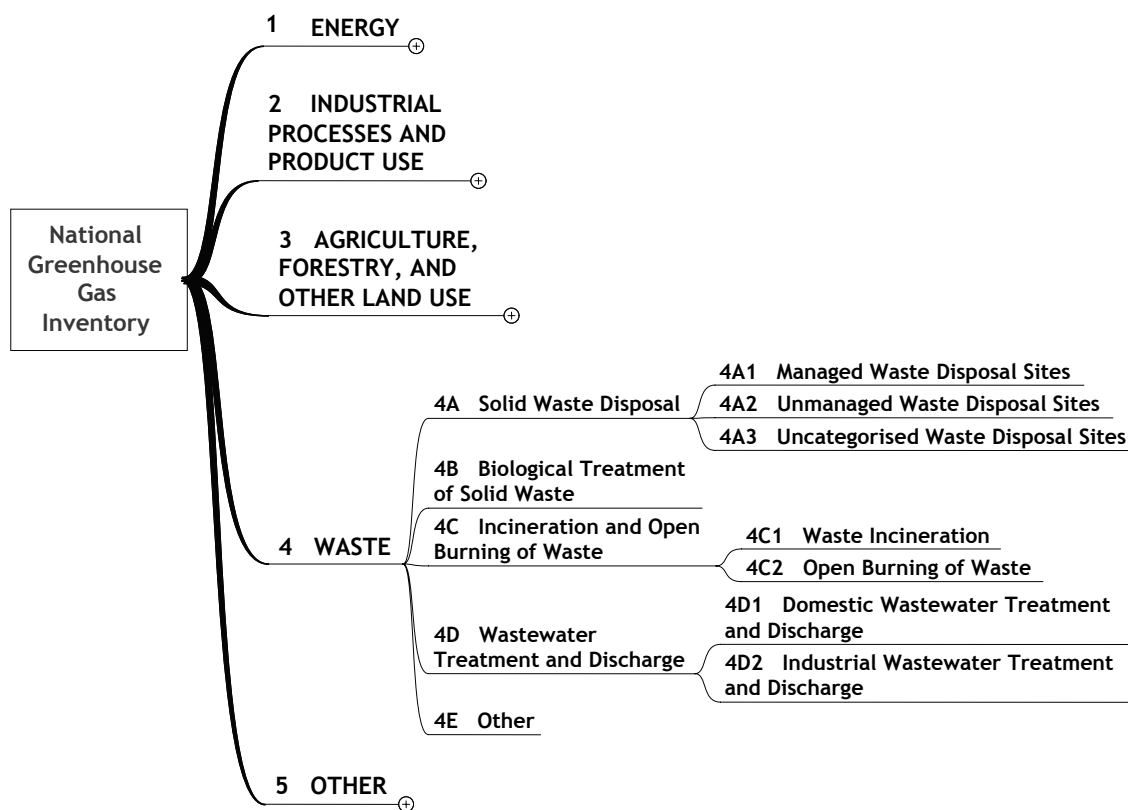 1 ENERGY
2 INDUSTRIAL
PROCESSES AND
PRODUCT USE
National
Greenhouse
Gas
Inventory
3 AGRICULTURE,
FORESTRY, AND
OTHER LAND USE
4 WASTE
4A Solid Waste Disposal
4A1 Managed Waste Disposal Sites
4A2 Unmanaged Waste Disposal Sites
4A3 Uncategorised Waste Disposal Sites
4B Biological Treatment
of Solid Waste
4C Incineration and Open
Burning of Waste
4C1 Waste Incineration
4C2 Open Burning of Waste
4D Wastewater
Treatment and Discharge
4D1 Domestic Wastewater Treatment
and Discharge
4D2 Industrial Wastewater Treatment
and Discharge
4E Other
5 OTHER